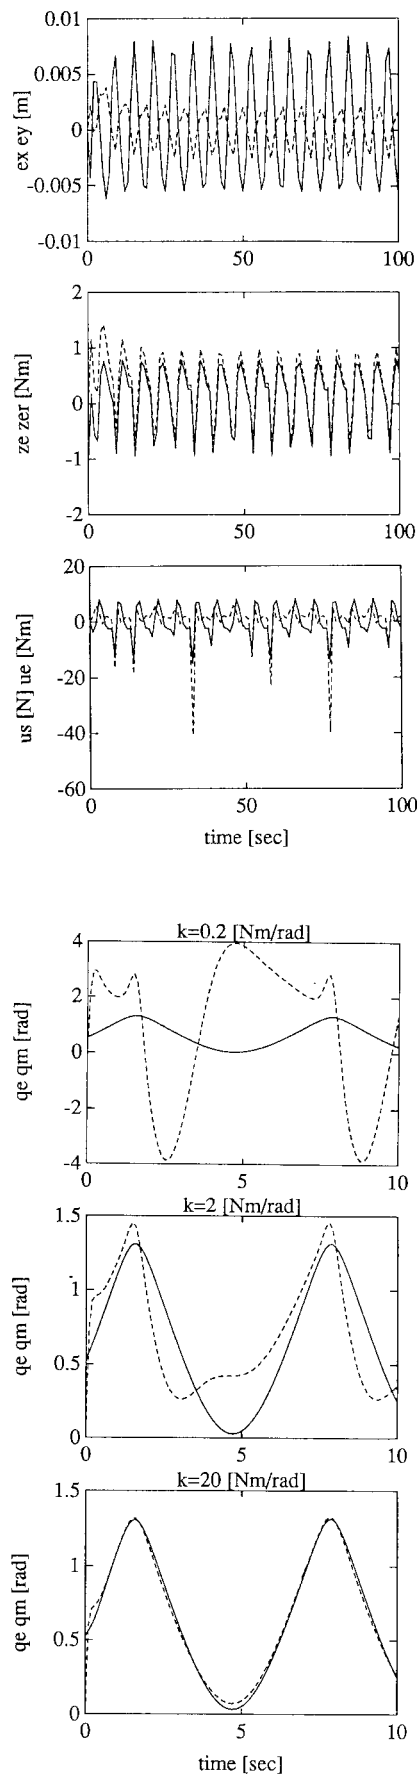 0.01
0.005
0
-0.005
-0.01
ex ey [m]
0 50 100
2
1
0
-1
-2
ze zer [Nm]
0 50 100
20
0
-20
-40
-60
us [N] ue [Nm]
0 50 100
time [sec]
k=0.2 [Nm/rad]
4
2
0
-2
-4
qe qm [rad]
0 5 10
k=2 [Nm/rad]
1.5
1
0.5
0
qe qm [rad]
0 5 10
k=20 [Nm/rad]
1.5
1
0.5
0
qe qm [rad]
0 5 10
time [sec]